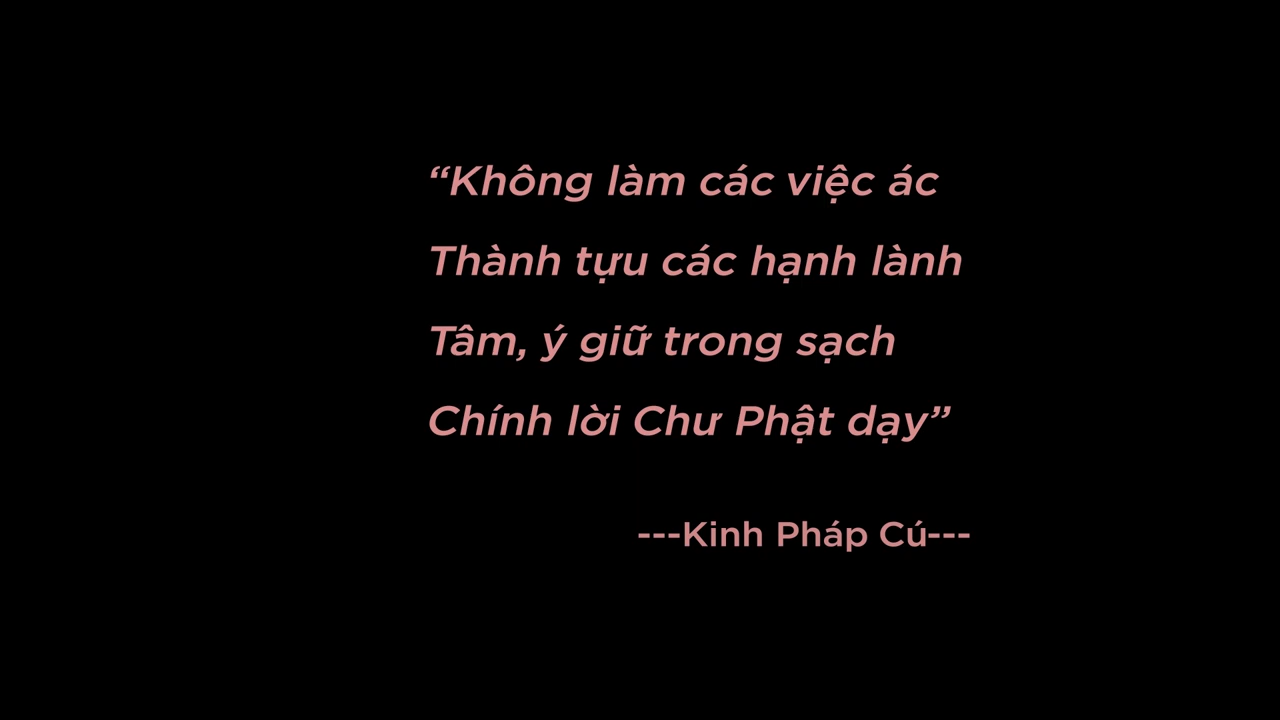 “Không làm các việc ác
Thành tựu các hạnh lành
Tâm, ý giữ trong sạch
Chính lời Chư Phật dạy”
---Kinh Pháp Cú---